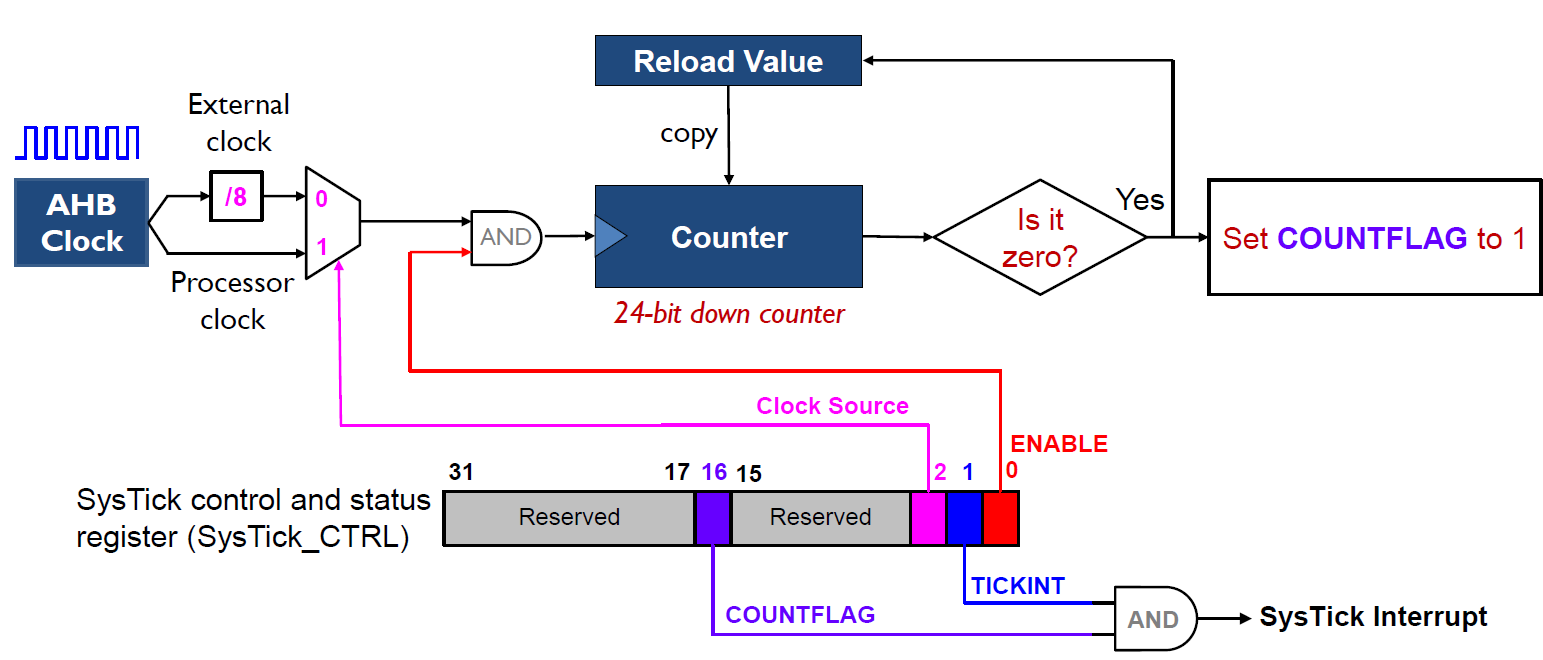 Reload Value
External
clock
copy
/8
AHB
Clock
0
1
AND
Counter
Is it
zero?
Yes
Set COUNTFLAG to 1
Processor
clock
24-bit down counter
Clock Source
ENABLE
31 17 16 15 2 1 0
SysTick control and status
register (SysTick_CTRL)
Reserved Reserved
TICKINT
COUNTFLAG
AND
SysTick Interrupt